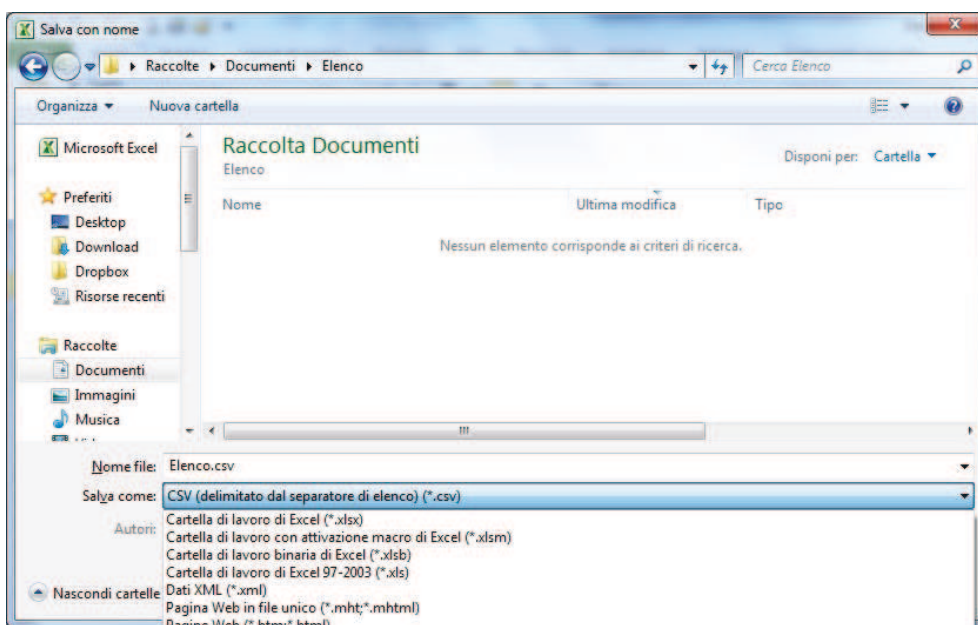 Salva con nome
Raccolte Documenti Elenco
Cerca Elenco
Organizza
Nuova cartella
Microsoft Excel
Preferiti
Desktop
Download
Dropbox
Risorse recenti
Raccolte
Documenti
Immagini
Musica
Raccolta Documenti
Elenco
Disponi per: Cartella
Nome Ultima modifica Tipo
Nessun elemento corrisponde ai criteri di ricerca.
Nome file: Elenco.csv
Salva come: CSV (delimitato dal separatore di elenco) (*.csv)
Autori:
Cartella di lavoro di Excel (*.xlsx)
Cartella di lavoro con attivazione macro di Excel (*.xlsm)
Cartella di lavoro binaria di Excel (*.xlsb)
Cartella di lavoro di Excel 97-2003 (*.xls)
Nascondi cartelle
Dati XML (*.xml)
Pagina Web in file unico (*.mht;*.mhtml)
Pagina Web (*.htm;*.html)